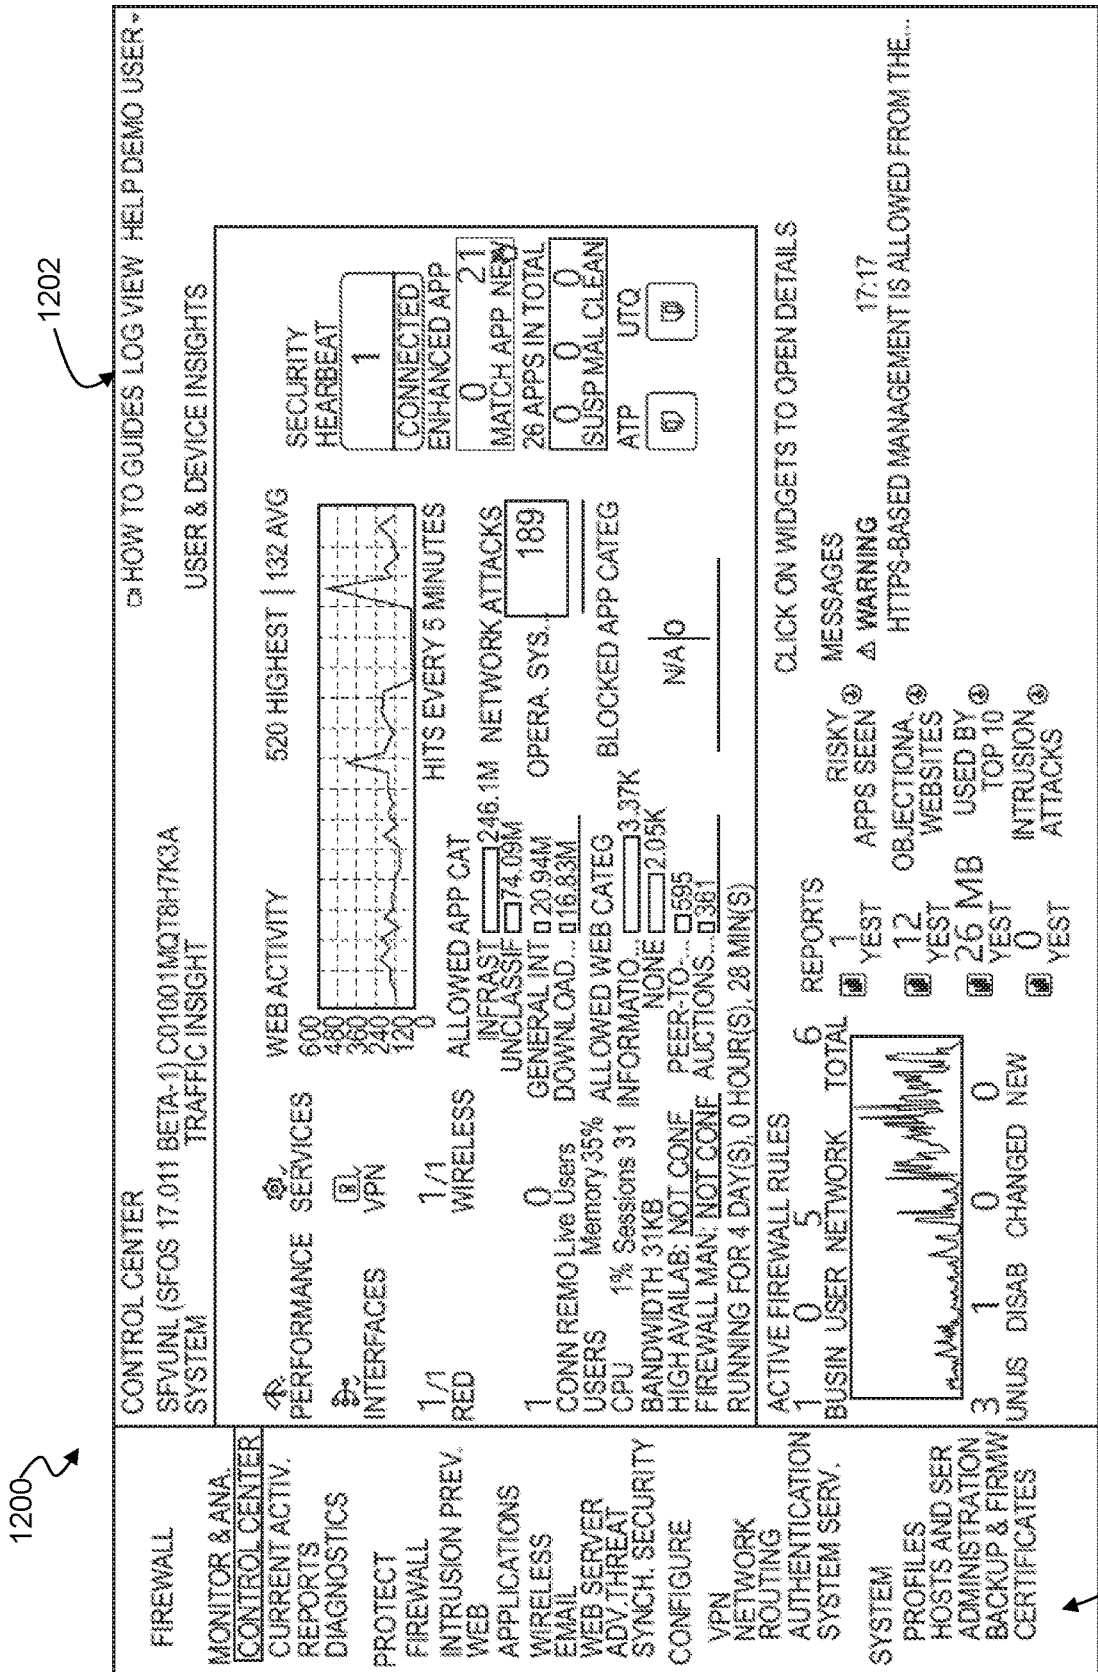 1200
1202
FIREWALL
MONITOR & ANA.
CONTROL CENTER
CURRENT ACTIV.
REPORTS
DIAGNOSTICS
PROTECT
FIREWALL
INTRUSION PREV.
WEB
APPLICATIONS
WIRELESS
EMAIL
WEB SERVER
ADV.THREAT
SYNCH. SECURITY
CONFIGURE
VPN
NETWORK
ROUTING
AUTHENTICATION
SYSTEM SERV.
SYSTEM
PROFILES
HOSTS AND SER
ADMINISTRATION
BACKUP & FIRMW
CERTIFICATES
CONTROL CENTER
HOW TO GUIDES LOG VIEW HELP DEMO USER
SFVUNL (SFOS 17.011 BETA-1) C01001MQT8H7K3A
SYSTEM
TRAFFIC INSIGHT
USER & DEVICE INSIGHTS
PERFORMANCE SERVICES
INTERFACES VPN
1/1 1/1
RED WIRELESS
1 0
CONN REMO Live Users
USERS Memory 35%
CPU 1% Sessions 31
BANDWIDTH 31KB
HIGH AVAILAB: NOT CONF
FIREWALL MAN: NOT CONF
RUNNING FOR 4 DAY(S), 0 HOUR(S), 28 MIN(S)
WEB ACTIVITY 520 HIGHEST | 132 AVG
600
480
360
240
120
0
HITS EVERY 5 MINUTES
ALLOWED APP CAT
INFRAST 246.1M
UNCLASSIF 74.09M
GENERAL INT 20.94M
DOWNLOAD... 16.83M
ALLOWED WEB CATEG
INFORMATIO... 3.37K
NONE 2.05K
PEER-TO-... 595
AUCTIONS... 361
NETWORK ATTACKS
OPERA. SYS... 189
BLOCKED APP CATEG
N/A 0
SECURITY
HEARBEAT
1
CONNECTED
ENHANCED APP
0 21
MATCH APP NEW
26 APPS IN TOTAL
0 0 0
SUSP MAL CLEAN
ATP UTQ
ACTIVE FIREWALL RULES
1 0 5 6
BUSIN USER NETWORK TOTAL
3 1 0 0
UNUS DISAB CHANGED NEW
REPORTS
1
YEST
RISKY
APPS SEEN
12
YEST
OBJECTIONA.
WEBSITES
26 MB
YEST
USED BY
TOP 10
0
YEST
INTRUSION
ATTACKS
CLICK ON WIDGETS TO OPEN DETAILS
MESSAGES
WARNING 17:17
HTTPS-BASED MANAGEMENT IS ALLOWED FROM THE...